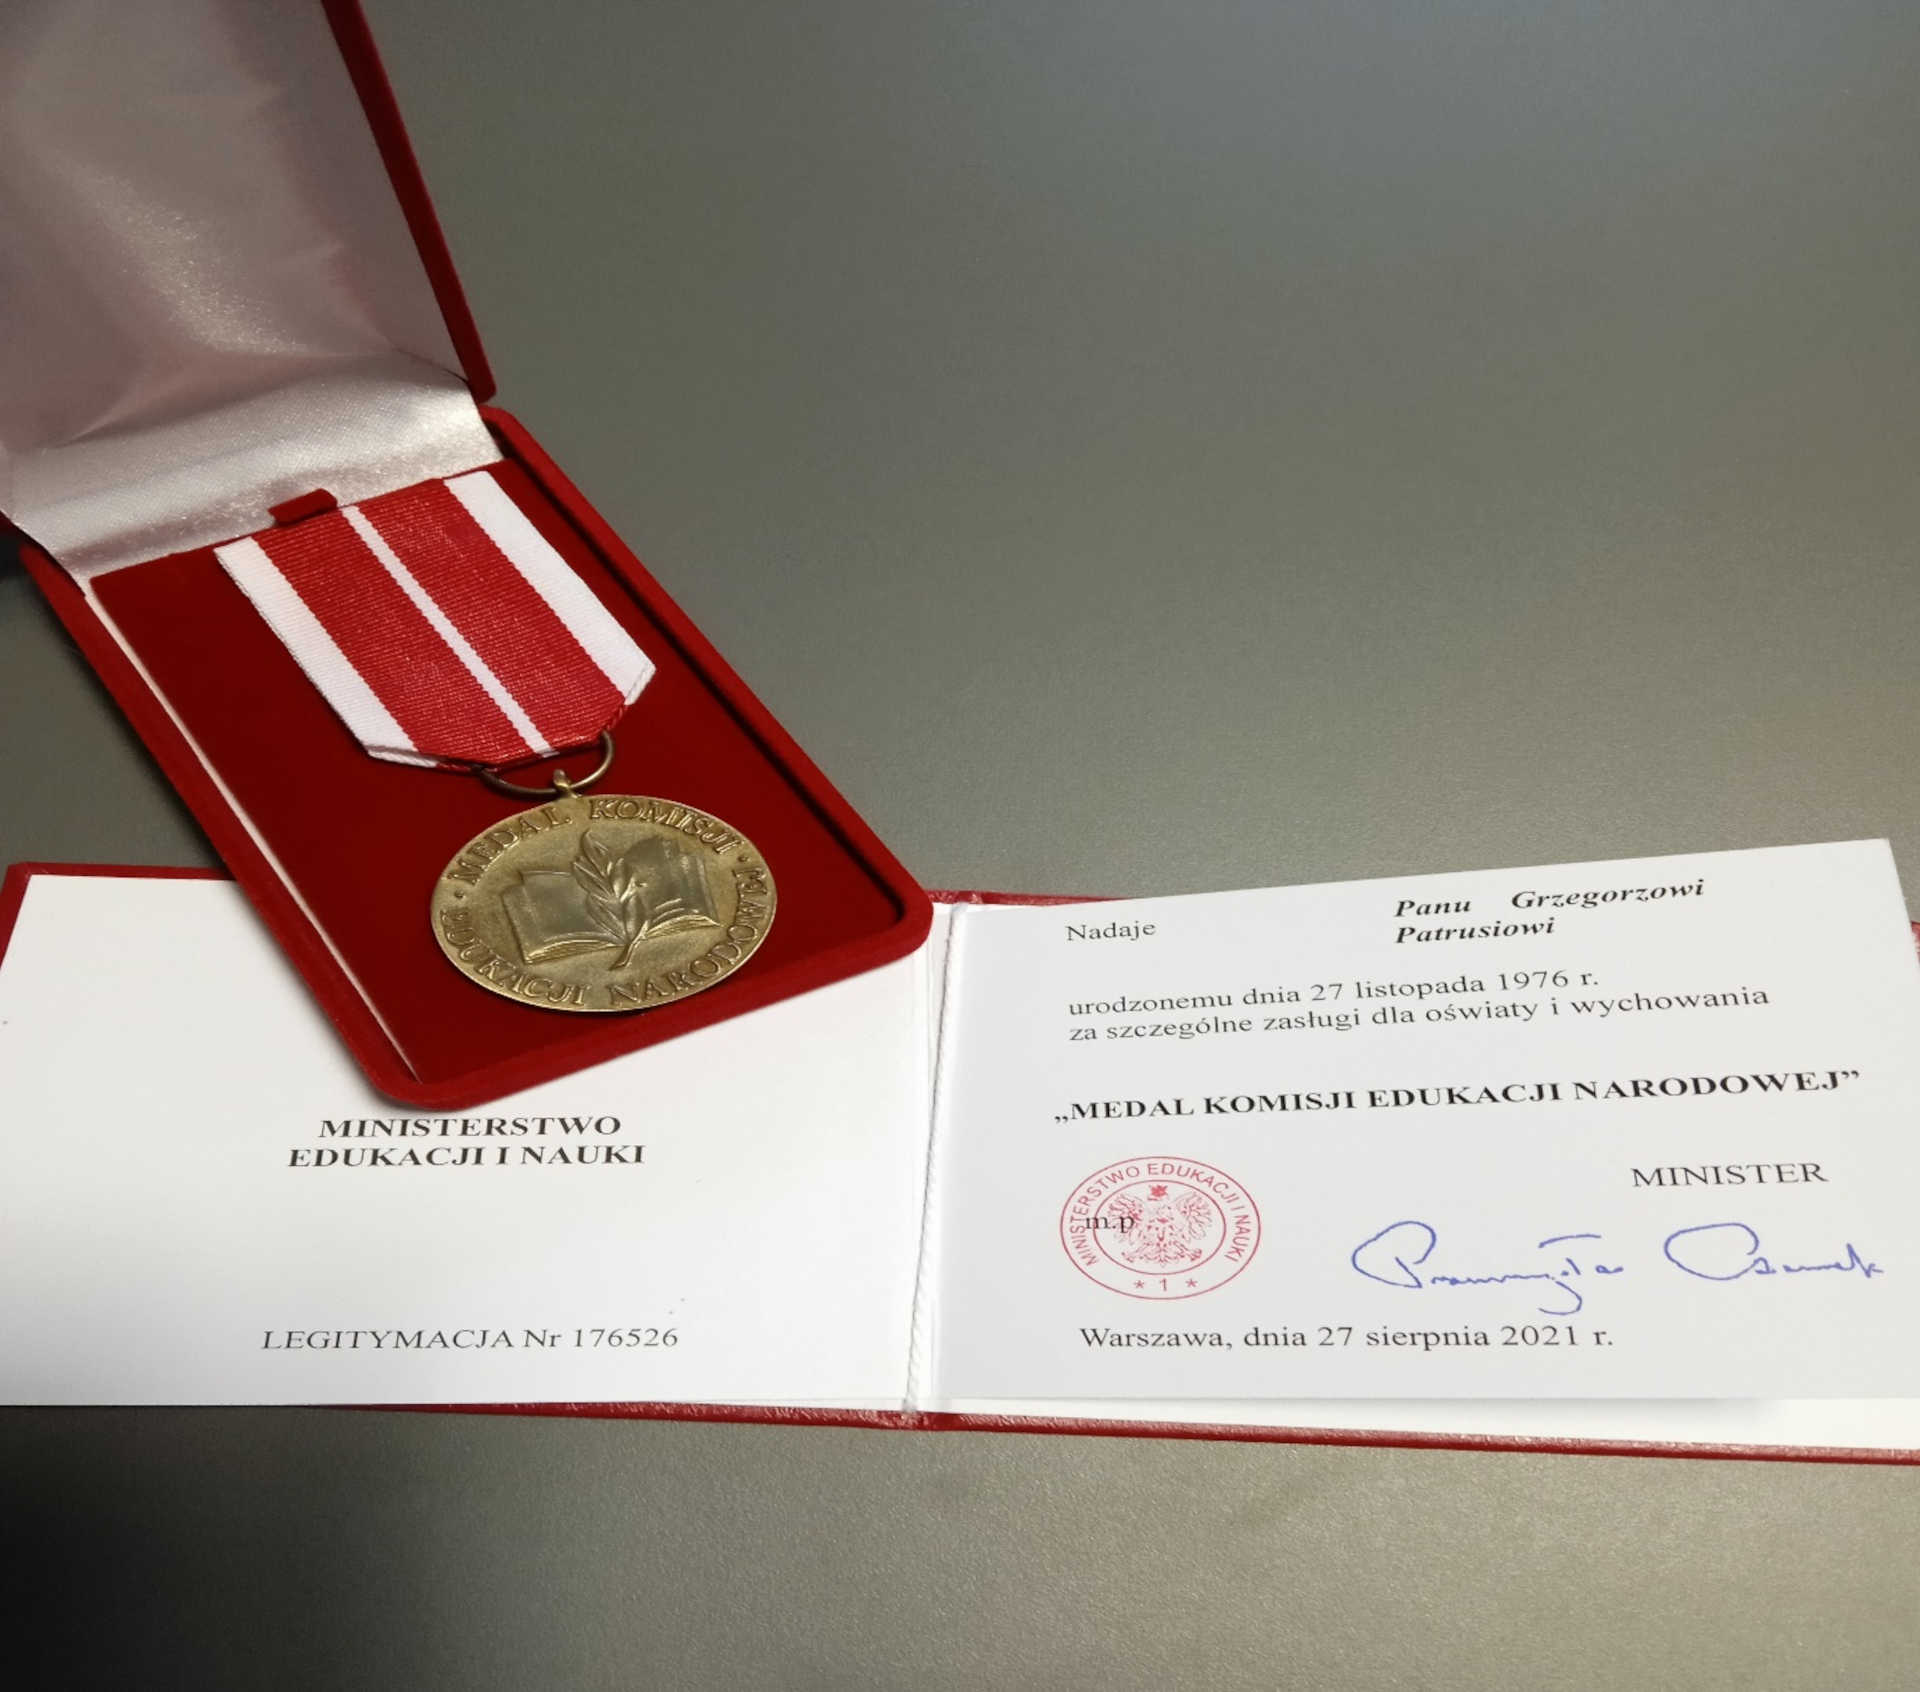 MEDAL KOMISJI
EDUKACJI NARODOWEJ
MINISTERSTWO
EDUKACJI I NAUKI
LEGITYMACJA Nr 176526
Nadaje
Panu Grzegorzowi
Patrusiowi
urodzonemu dnia 27 listopada 1976 r.
za szczególne zasługi dla oświaty i wychowania
„MEDAL KOMISJI EDUKACJI NARODOWEJ”
MINISTERSTWO EDUKACJI I NAUKI
* 1 *
m.p
MINISTER
Warszawa, dnia 27 sierpnia 2021 r.